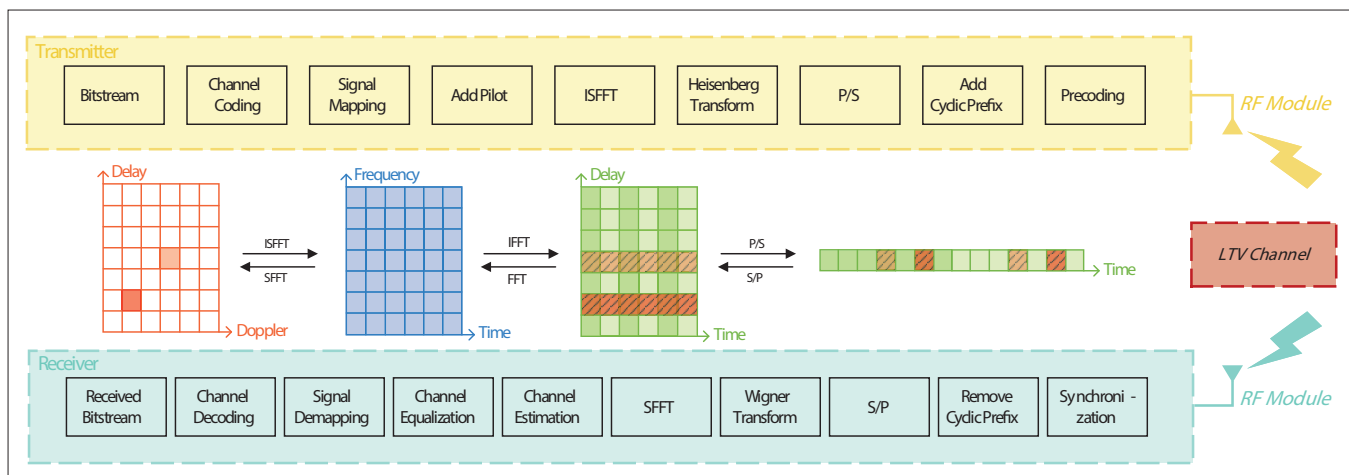 Transmitter
Bitstream
Channel
Coding
Signal
Mapping
Add Pilot
ISFFT
Heisenberg
Transform
P/S
Add
Cyclic Prefix
Precoding
RF Module
Delay
Doppler
ISFFT
SFFT
Frequency
Time
IFFT
FFT
Delay
Time
P/S
S/P
Time
LTV Channel
Receiver
Received
Bitstream
Channel
Decoding
Signal
Demapping
Channel
Equalization
Channel
Estimation
SFFT
Wigner
Transform
S/P
Remove
Cyclic Prefix
Synchroni -
zation
RF Module